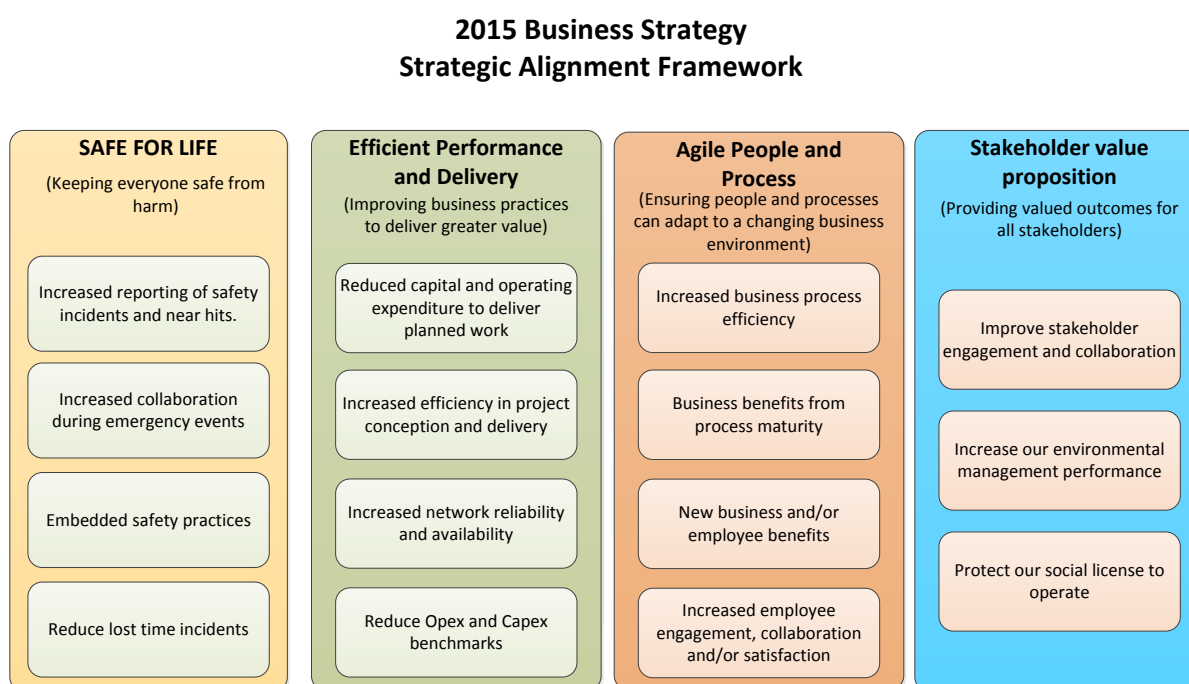 2015 Business Strategy
Strategic Alignment Framework
SAFE FOR LIFE
(Keeping everyone safe from
harm)
Increased reporting of safety
incidents and near hits.
Increased collaboration
during emergency events
Embedded safety practices
Reduce lost time incidents
Efficient Performance
and Delivery
(Improving business practices
to deliver greater value)
Reduced capital and operating
expenditure to deliver
planned work
Increased efficiency in project
conception and delivery
Increased network reliability
and availability
Reduce Opex and Capex
benchmarks
Agile People and
Process
(Ensuring people and processes
can adapt to a changing business
environment)
Increased business process
efficiency
Business benefits from
process maturity
New business and/or
employee benefits
Increased employee
engagement, collaboration
and/or satisfaction
Stakeholder value
proposition
(Providing valued outcomes for
all stakeholders)
Improve stakeholder
engagement and collaboration
Increase our environmental
management performance
Protect our social license to
operate